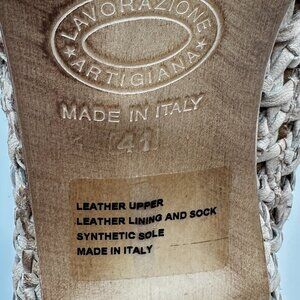 LAVORAZIONE
ARTIGIANA
MADE IN ITALY
41
LEATHER UPPER
LEATHER LINING AND SOCK
SYNTHETIC SOLE
MADE IN ITALY